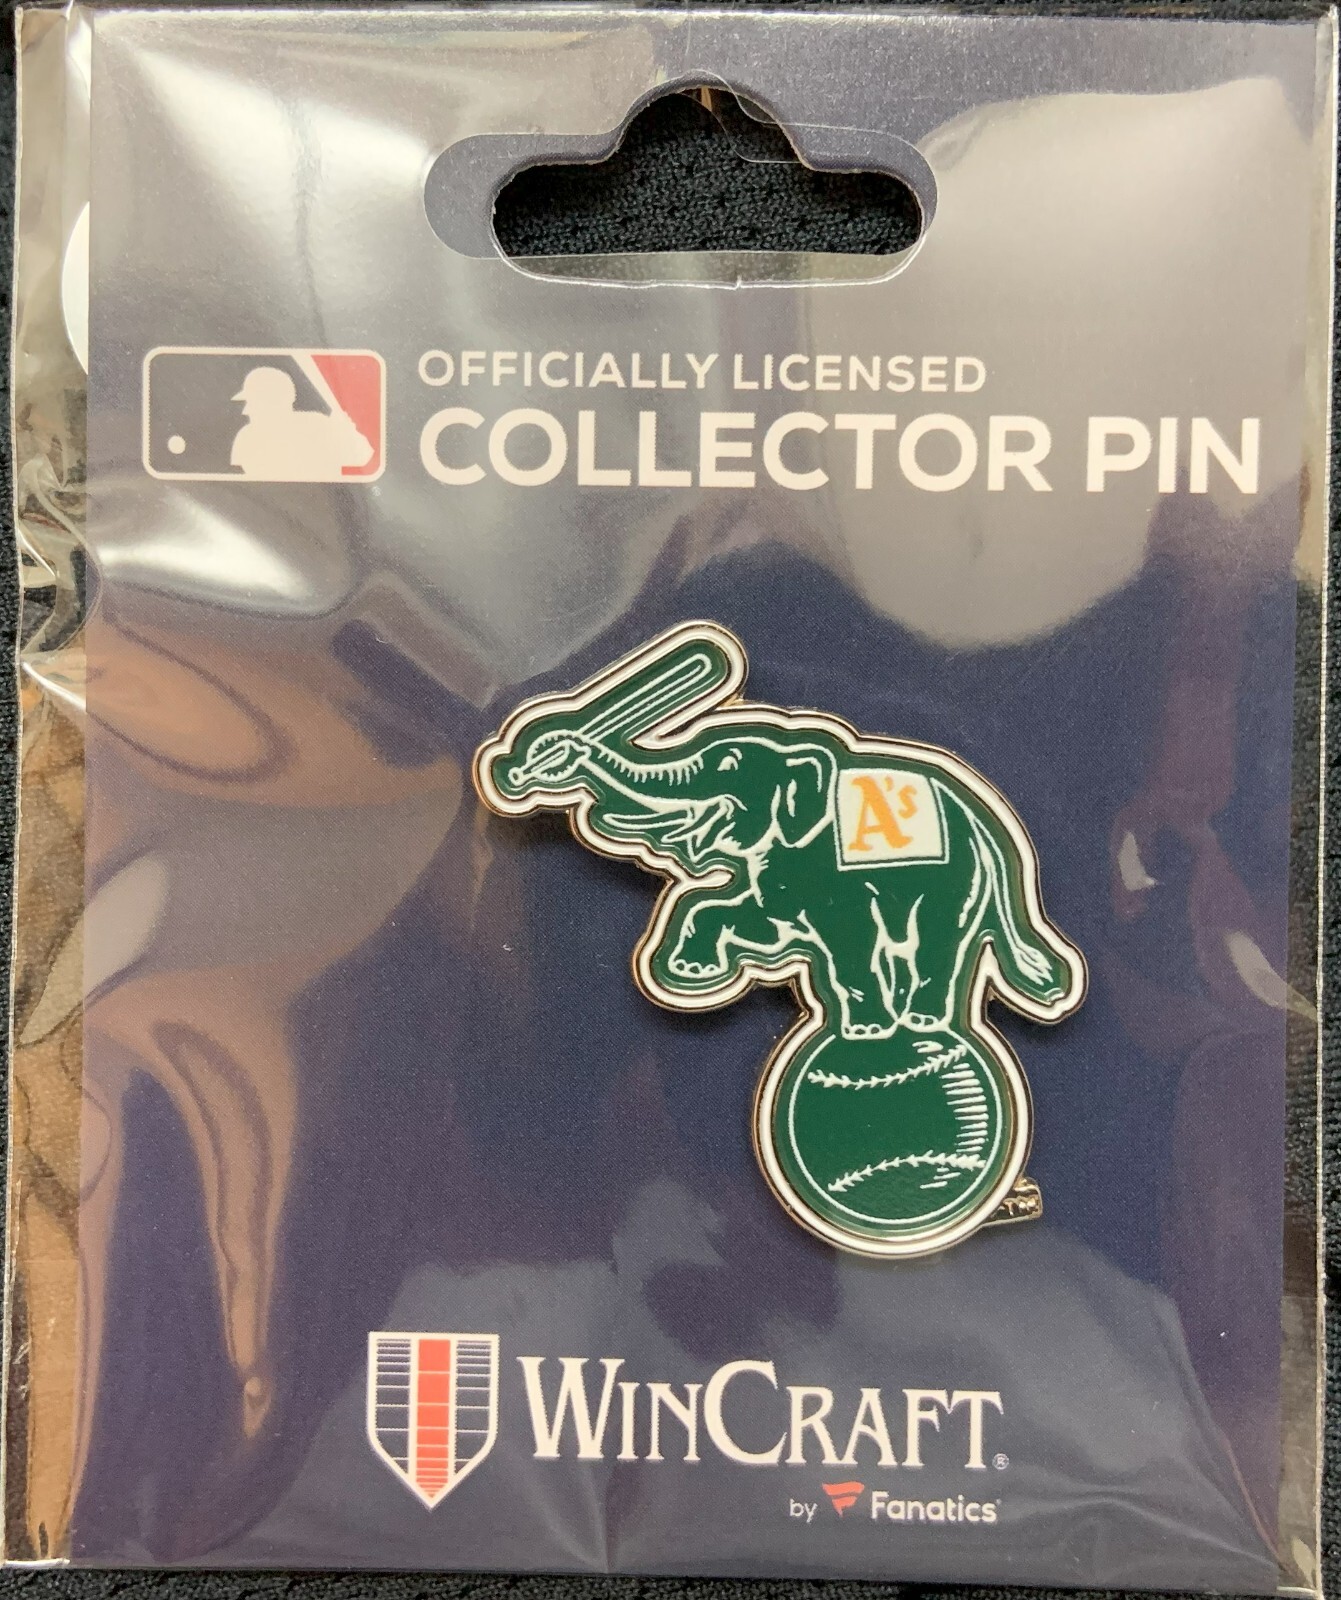 OFFICIALLY LICENSED
COLLECTOR PIN
A's
WINCRAFT®
by Fanatics